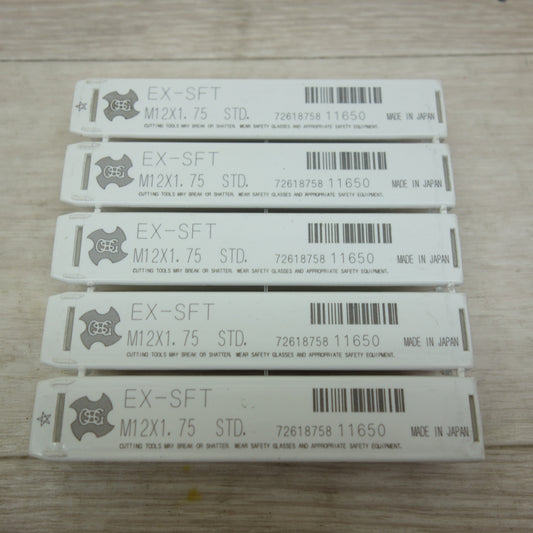 EX-SFT
M12X1.75 STD. 72618758 11650 MADE IN JAPAN
CUTTING TOOLS MAY BREAK OR SHATTER. WEAR SAFETY GLASSES AND APPROPRIATE SAFETY EQUIPMENT.
EX-SFT
M12X1.75 STD. 72618758 11650 MADE IN JAPAN
CUTTING TOOLS MAY BREAK OR SHATTER. WEAR SAFETY GLASSES AND APPROPRIATE SAFETY EQUIPMENT.
EX-SFT
M12X1.75 STD. 72618758 11650 MADE IN JAPAN
CUTTING TOOLS MAY BREAK OR SHATTER. WEAR SAFETY GLASSES AND APPROPRIATE SAFETY EQUIPMENT.
EX-SFT
M12X1.75 STD. 72618758 11650 MADE IN JAPAN
CUTTING TOOLS MAY BREAK OR SHATTER. WEAR SAFETY GLASSES AND APPROPRIATE SAFETY EQUIPMENT.
EX-SFT
M12X1.75 STD. 72618758 11650 MADE IN JAPAN
CUTTING TOOLS MAY BREAK OR SHATTER. WEAR SAFETY GLASSES AND APPROPRIATE SAFETY EQUIPMENT.